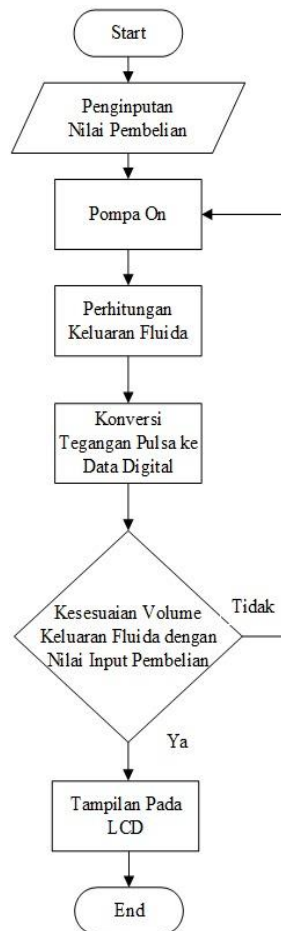 Start
Penginputan
Nilai Pembelian
Pompa On
Perhitungan
Keluaran Fluida
Konversi
Tegangan Pulsa ke
Data Digital
Kesesuaian Volume
Keluaran Fluida dengan
Nilai Input Pembelian
Tidak
Ya
Tampilan Pada
LCD
End